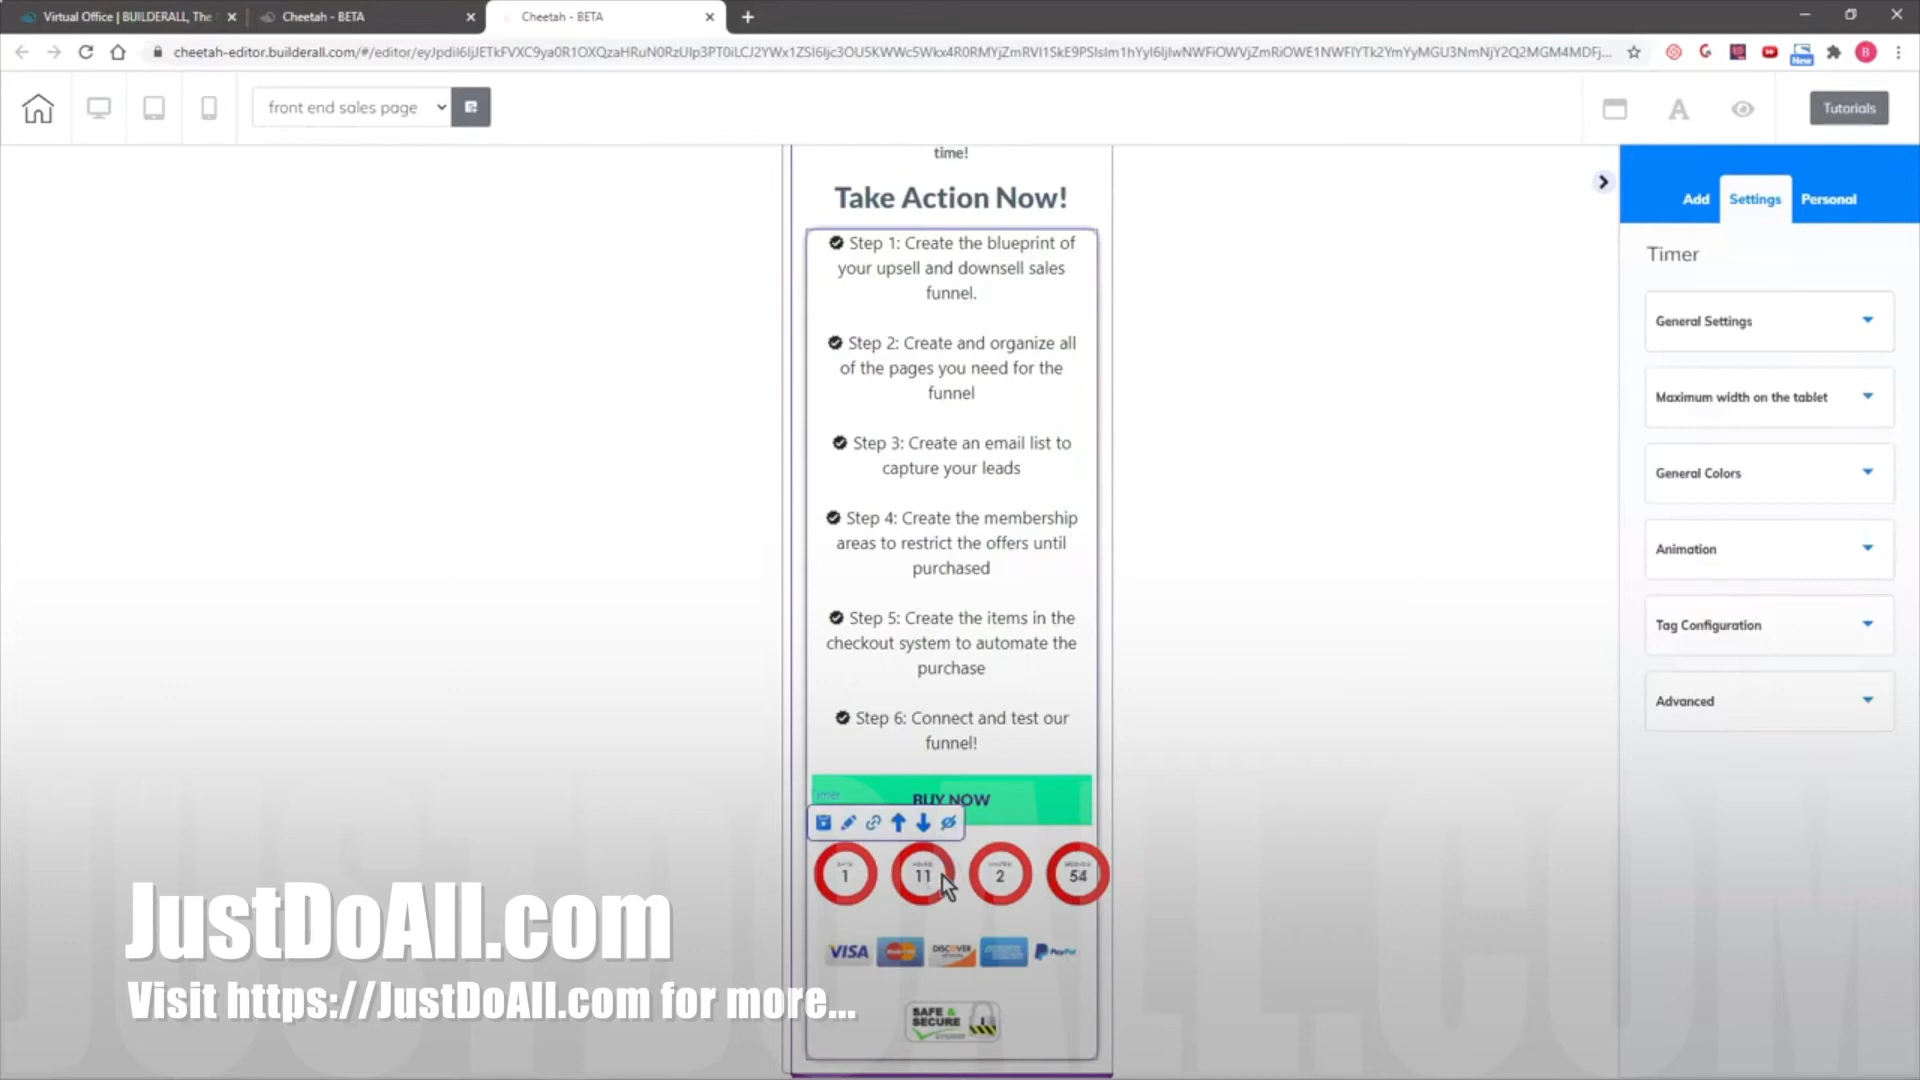 Virtual Office | BUILDERALL, The
Cheetah - BETA
Cheetah - BETA
front end sales page
Tutorials
time!
Take Action Now!
Step 1: Create the blueprint of
your upsell and downsell sales
funnel.
Step 2: Create and organize all
of the pages you need for the
funnel
Step 3: Create an email list to
capture your leads
Step 4: Create the membership
areas to restrict the offers until
purchased
Step 5: Create the items in the
checkout system to automate the
purchase
Step 6: Connect and test our
funnel!
Timer
BUY NOW
1
11
2
54
VISA
DISCOVER
PayPal
SAFE &
SECURE
Add
Settings
Personal
Timer
General Settings
Maximum width on the tablet
General Colors
Animation
Tag Configuration
Advanced
JustDoAll.com
Visit https://JustDoAll.com for more...